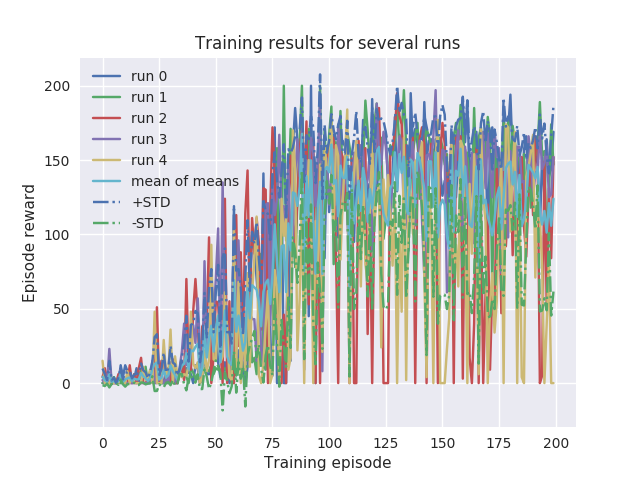 Training results for several runs
run 0
run 1
run 2
run 3
run 4
mean of means
+STD
-STD
Episode reward
200
150
100
50
0
0 25 50 75 100 125 150 175 200
Training episode